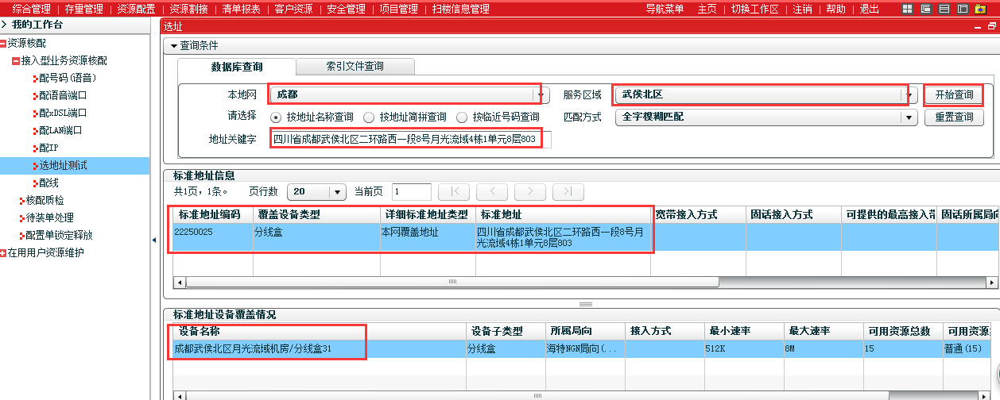 综合管理 | 存量管理 | 资源配置 | 资源割接 | 清单报表 | 客户资源 | 安全管理 | 项目管理 | 扫楼信息管理 导航菜单 主页 | 切换工作区 | 注销 | 帮助 | 退出
我的工作台
选址
资源核配
查询条件
接入型业务资源核配
数据库查询 索引文件查询
配号码(语音)
配语音端口
本地网 成都 服务区域 武侯北区 开始查询
配xDSL端口
请选择 按地址名称查询 按地址简拼查询 按临近号码查询 匹配方式 全字模糊匹配 重置查询
配LAN端口
地址关键字 四川省成都武侯北区二环路西一段8号月光流域4栋1单元8层803
配IP
选地址测试
配线
核配质检
待装单处理
配置单锁定释放
在用用户资源维护
标准地址信息
共1页，1条。 页行数 20 当前页 1
标准地址编码 覆盖设备类型 详细标准地址类型 标准地址 宽带接入方式 固话接入方式 可提供的最高接入带 固话所属局向
22250025 分线盒 本网覆盖地址 四川省成都武侯北区二环路西一段8号月
光流域4栋1单元8层803
标准地址设备覆盖情况
设备名称 设备子类型 所属局向 接入方式 最小速率 最大速率 可用资源总数 可用资源
成都武侯北区月光流域机房/分线盒31 分线盒 海特NGN局向(... 512K 8M 15 普通(15)